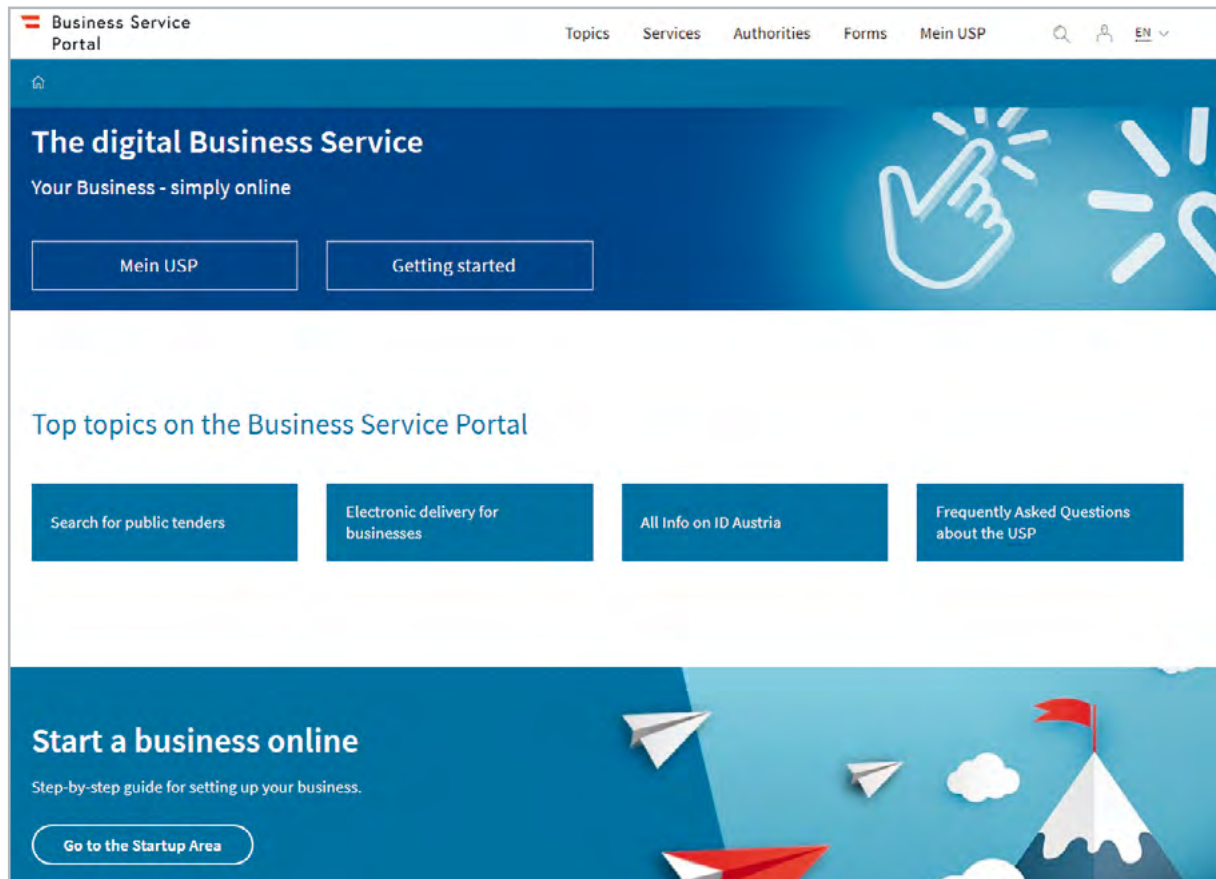 Business Service
Portal
Topics Services Authorities Forms Mein USP EN
The digital Business Service
Your Business - simply online
Mein USP Getting started
Top topics on the Business Service Portal
Search for public tenders
Electronic delivery for
businesses
All Info on ID Austria
Frequently Asked Questions
about the USP
Start a business online
Step-by-step guide for setting up your business.
Go to the Startup Area